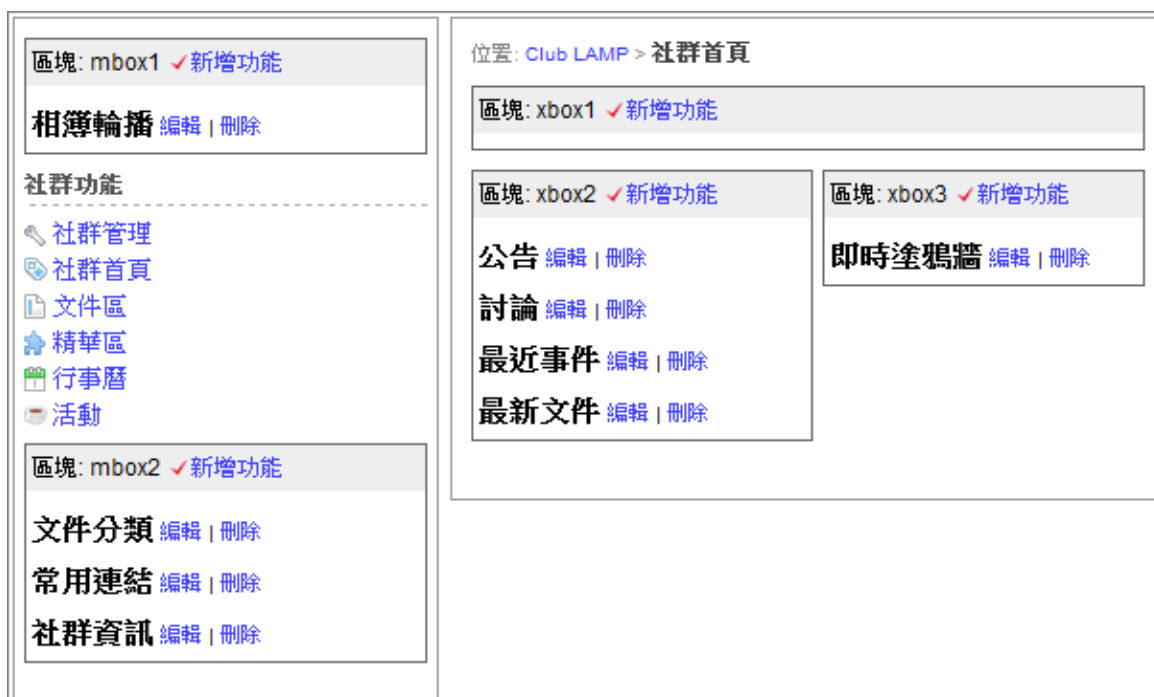 區塊: mbox1 ✓新增功能
相簿輪播 編輯 | 刪除
社群功能
社群管理
社群首頁
文件區
精華區
行事曆
活動
區塊: mbox2 ✓新增功能
文件分類 編輯 | 刪除
常用連結 編輯 | 刪除
社群資訊 編輯 | 刪除
位置: Club LAMP > 社群首頁
區塊: xbox1 ✓新增功能
區塊: xbox2 ✓新增功能
公告 編輯 | 刪除
討論 編輯 | 刪除
最近事件 編輯 | 刪除
最新文件 編輯 | 刪除
區塊: xbox3 ✓新增功能
即時塗鴉牆 編輯 | 刪除